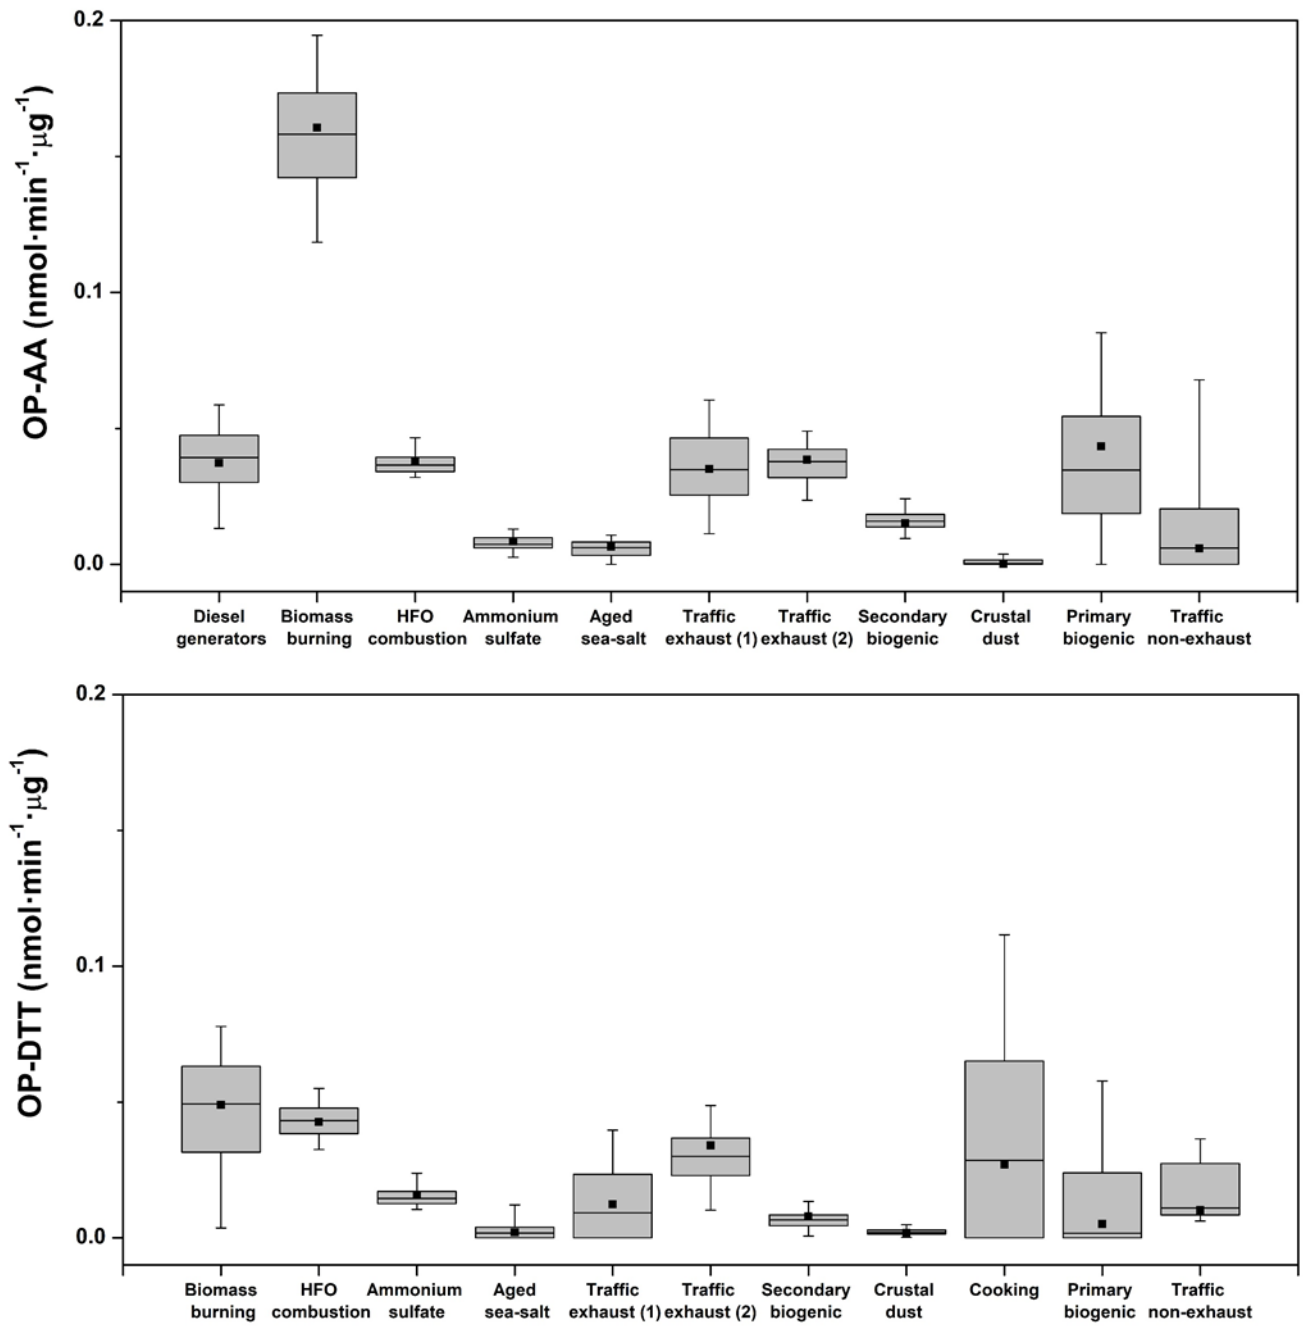 OP-AA (nmol·min⁻¹·μg⁻¹)
0.2
0.1
0.0
Diesel generators
Biomass burning
HFO combustion
Ammonium sulfate
Aged sea-salt
Traffic exhaust (1)
Traffic exhaust (2)
Secondary biogenic
Crustal dust
Primary biogenic
Traffic non-exhaust
OP-DTT (nmol·min⁻¹·μg⁻¹)
0.2
0.1
0.0
Biomass burning
HFO combustion
Ammonium sulfate
Aged sea-salt
Traffic exhaust (1)
Traffic exhaust (2)
Secondary biogenic
Crustal dust
Cooking
Primary biogenic
Traffic non-exhaust